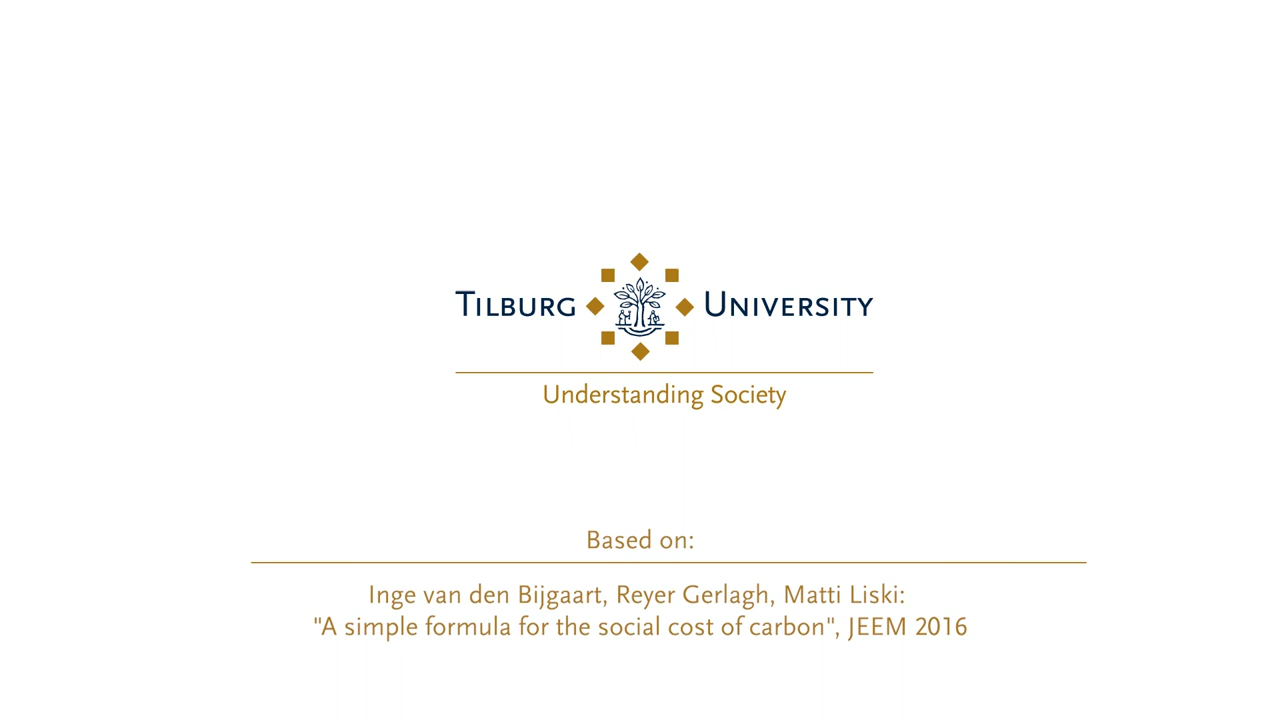 TILBURG UNIVERSITY
Understanding Society
Based on:
Inge van den Bijgaart, Reyer Gerlagh, Matti Liski:
"A simple formula for the social cost of carbon", JEEM 2016